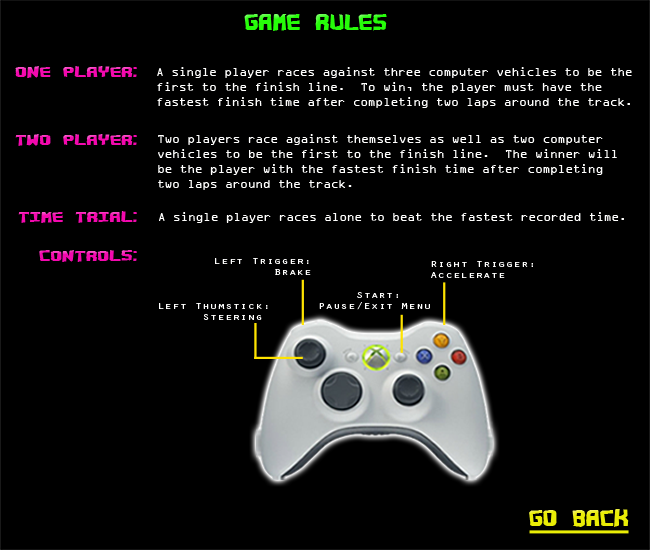 GAME RULES
ONE PLAYER:
A single player races against three computer vehicles to be the
first to the finish line.  To win, the player must have the
fastest finish time after completing two laps around the track.
TWO PLAYER:
Two players race against themselves as well as two computer
vehicles to be the first to the finish line.  The winner will
be the player with the fastest finish time after completing
two laps around the track.
TIME TRIAL:
A single player races alone to beat the fastest recorded time.
CONTROLS:
LEFT TRIGGER:
BRAKE
RIGHT TRIGGER:
ACCELERATE
START:
PAUSE/EXIT MENU
LEFT THUMBSTICK:
STEERING
GO BACK